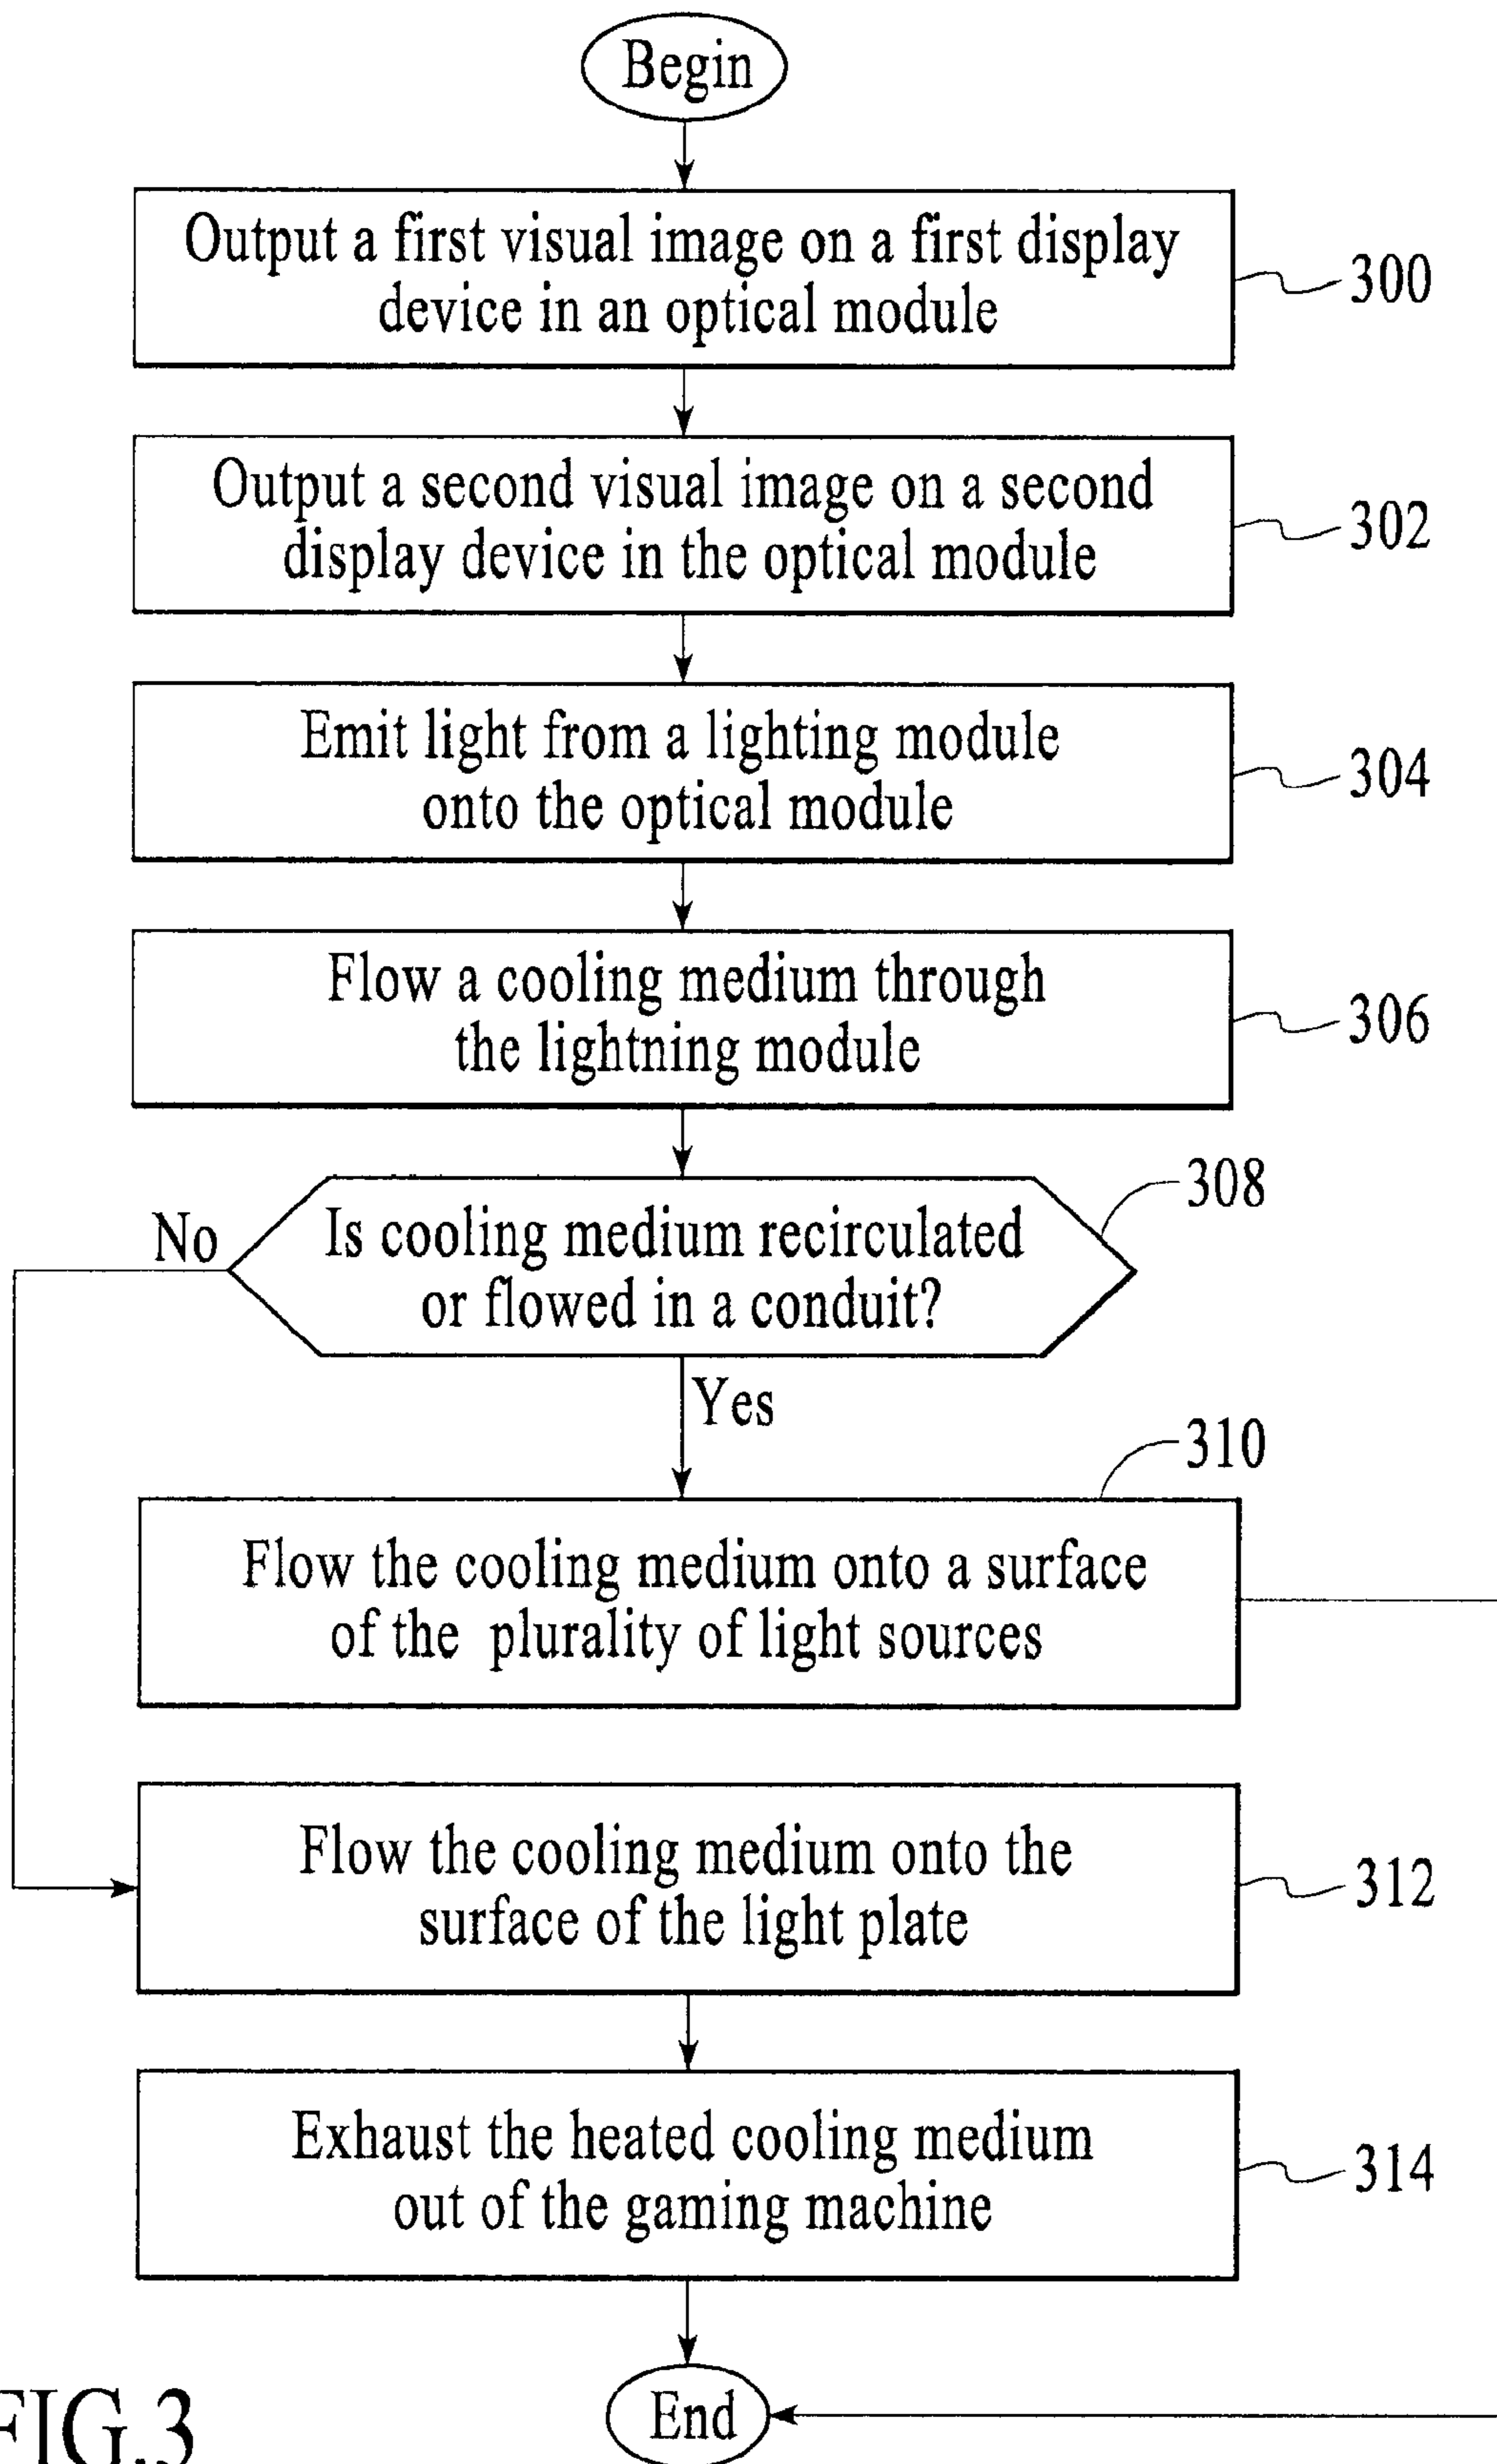 Begin
Output a first visual image on a first display
device in an optical module
300
Output a second visual image on a second
display device in the optical module
302
Emit light from a lighting module
onto the optical module
304
Flow a cooling medium through
the lightning module
306
308
No
Is cooling medium recirculated
or flowed in a conduit?
Yes
310
Flow the cooling medium onto a surface
of the plurality of light sources
Flow the cooling medium onto the
surface of the light plate
312
Exhaust the heated cooling medium
out of the gaming machine
314
End
FIG.3